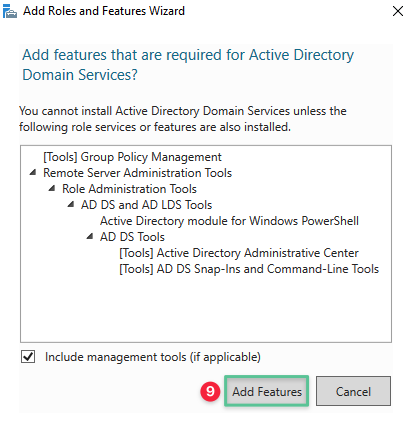 Add Roles and Features Wizard
Add features that are required for Active Directory
Domain Services?
You cannot install Active Directory Domain Services unless the
following role services or features are also installed.
[Tools] Group Policy Management
Remote Server Administration Tools
Role Administration Tools
AD DS and AD LDS Tools
Active Directory module for Windows PowerShell
AD DS Tools
[Tools] Active Directory Administrative Center
[Tools] AD DS Snap-Ins and Command-Line Tools
Include management tools (if applicable)
9 Add Features Cancel